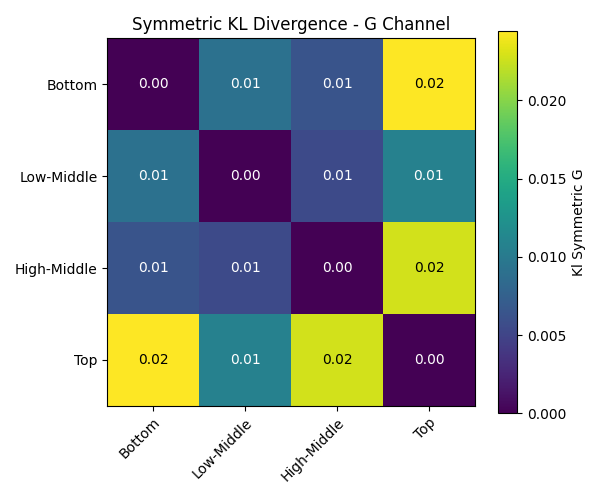 Symmetric KL Divergence - G Channel
Bottom 0.00 0.01 0.01 0.02
Low-Middle 0.01 0.00 0.01 0.01
High-Middle 0.01 0.01 0.00 0.02
Top 0.02 0.01 0.02 0.00
Bottom Low-Middle High-Middle Top
0.020
0.015
0.010
0.005
0.000
Kl Symmetric G